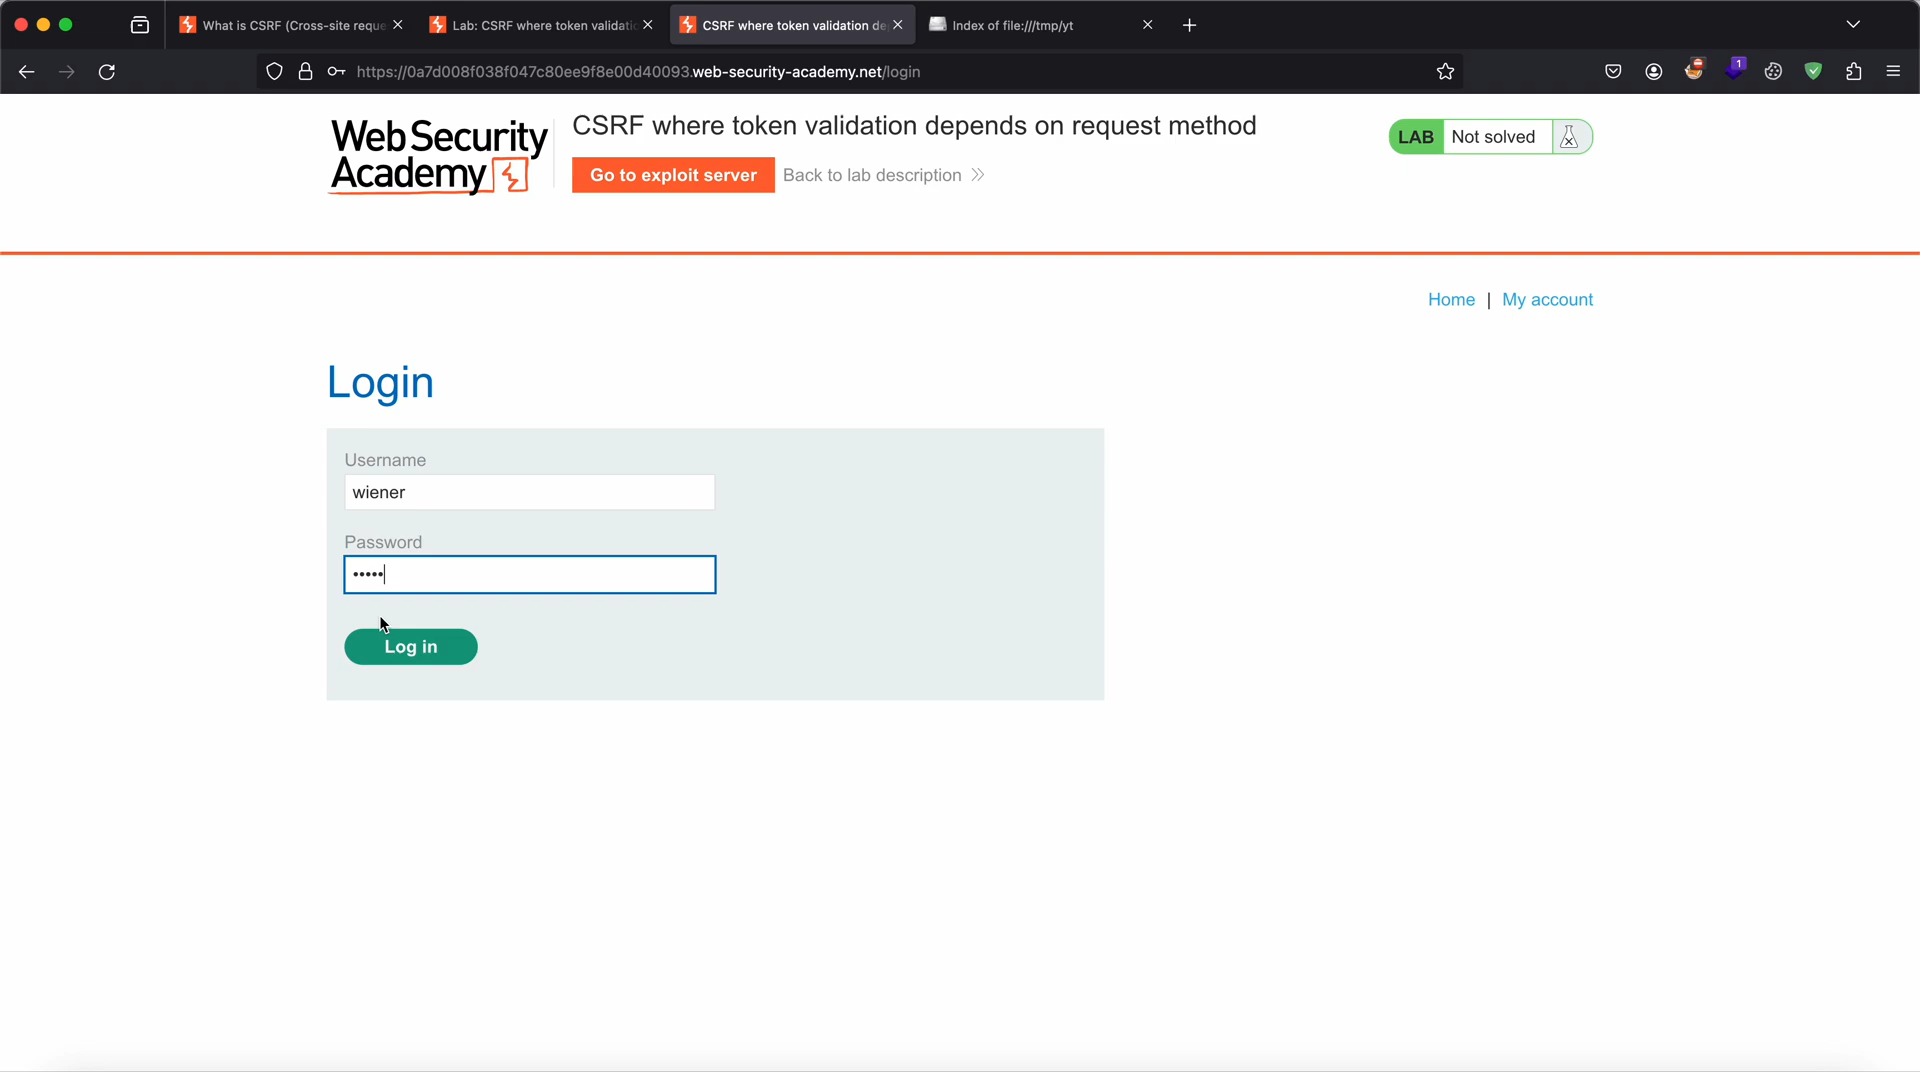 What is CSRF (Cross-site reque
Lab: CSRF where token validatio
CSRF where token validation de
Index of file:///tmp/yt
https://0a7d008f038f047c80ee9f8e00d40093.web-security-academy.net/login
1
Web Security
Academy
CSRF where token validation depends on request method
Go to exploit server
Back to lab description
LAB Not solved
Home | My account
Login
Username
wiener
Password
•••••
Log in